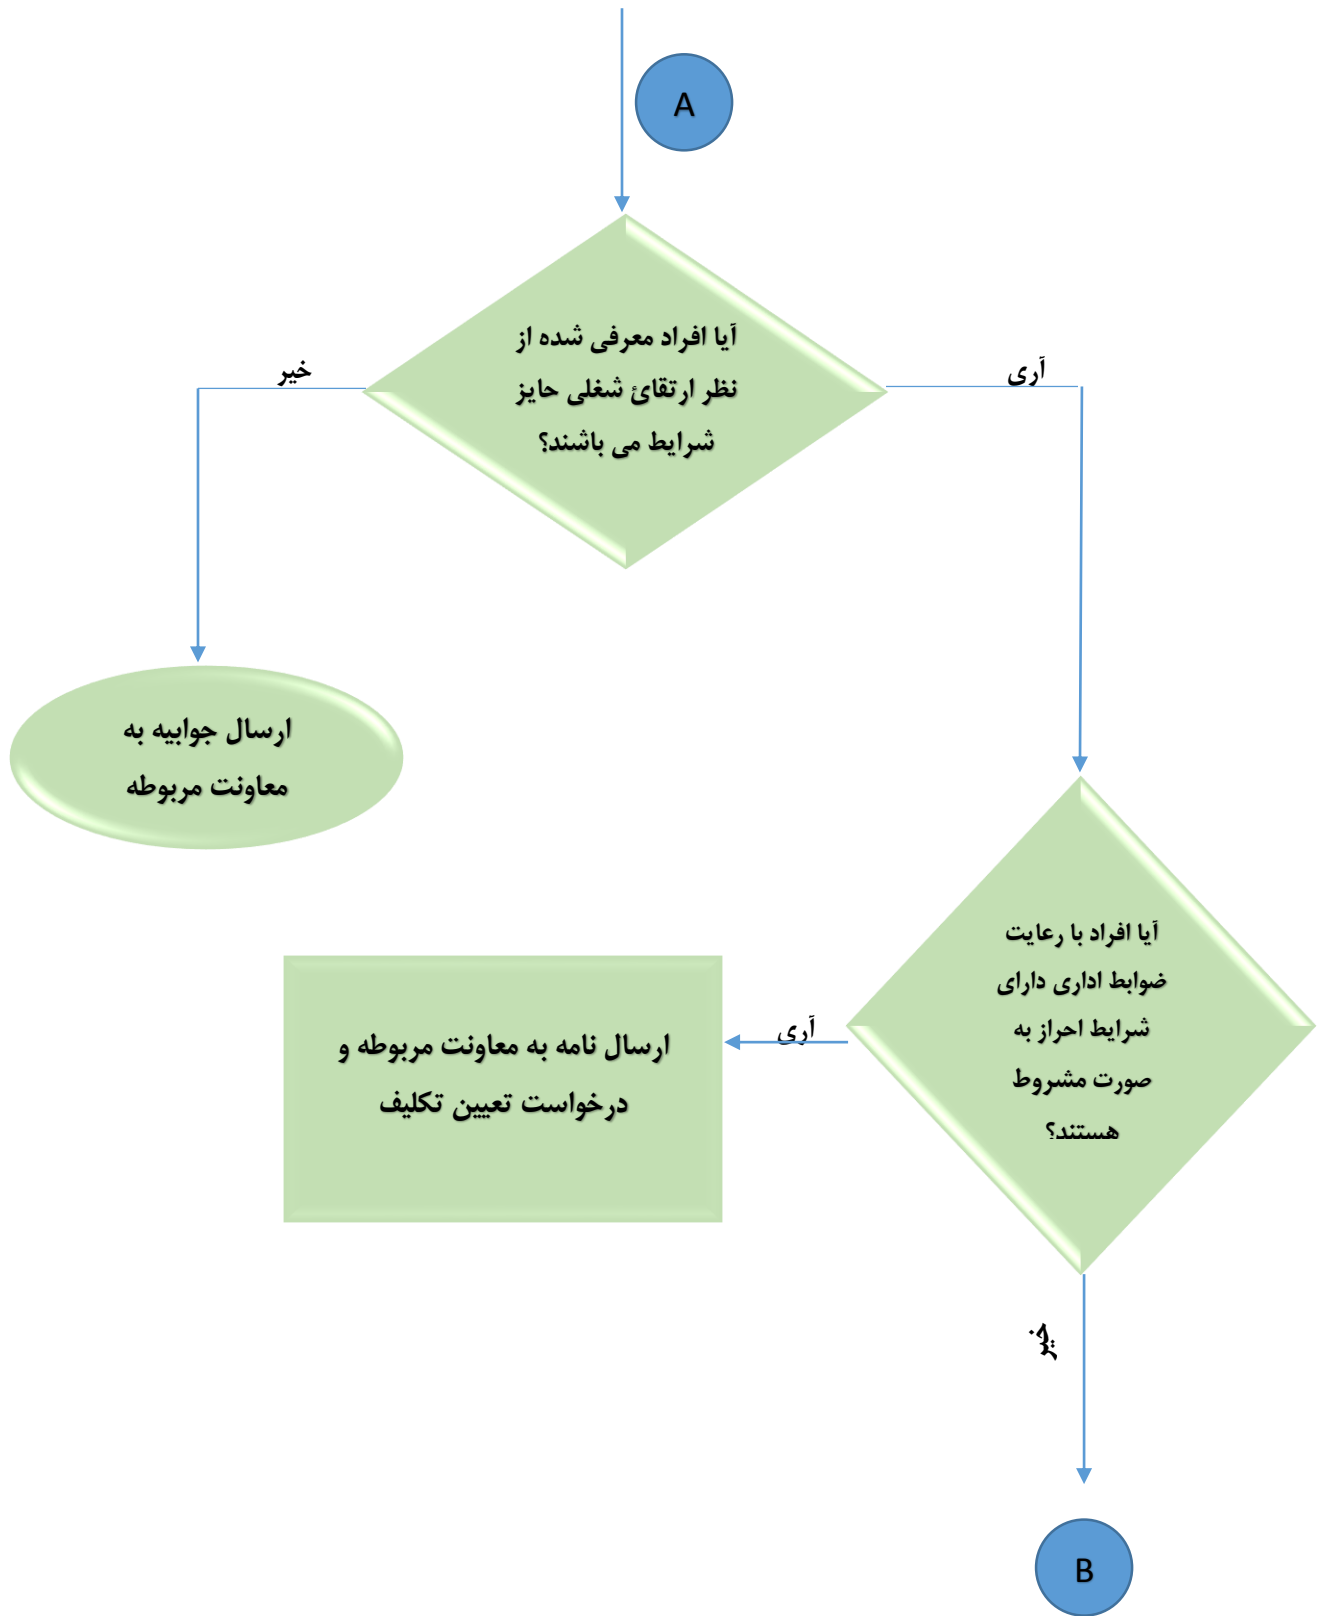 A
آیا افراد معرفی شده از
نظر ارتقائ شغلی حایز
شرایط می باشند؟
آری
خیر
ارسال جوابیه به
معاونت مربوطه
آیا افراد با رعایت
ضوابط اداری دارای
شرایط احراز به
صورت مشروط
هستند؟
آری
ارسال نامه به معاونت مربوطه و
درخواست تعیین تکلیف
خیر
B